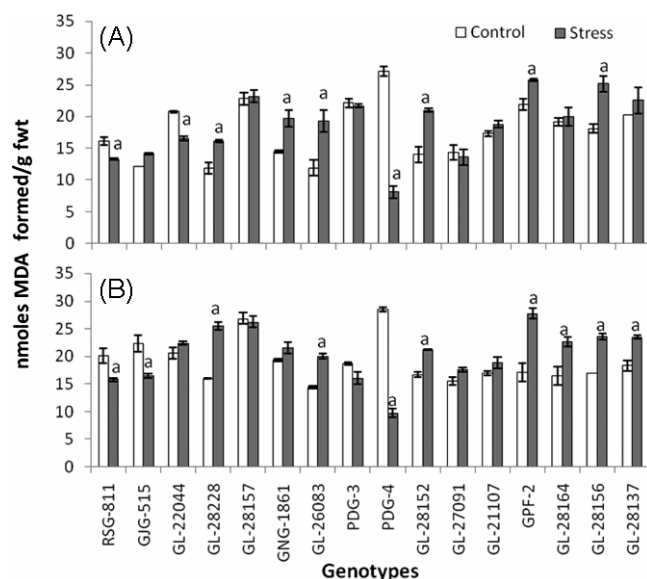 nmoles MDA formed/g fwt
(A)
Control
Stress
40
35
30
25
20
15
10
5
0
a a a a a a a a a
(B)
35
30
25
20
15
10
5
0
a a a a a a a a a a
RSG-811
GJG-515
GL-22044
GL-28228
GL-28157
GNG-1861
GL-26083
PDG-3
PDG-4
GL-28152
GL-27091
GL-21107
GPF-2
GL-28164
GL-28156
GL-28137
Genotypes